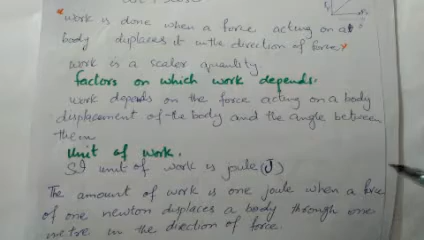 "work is done when a force acting on a
body displaces it in the direction of force"
work is a scalar quantity.
factors on which work depends.
work depends on the force acting on a body
displacement of the body and the angle between
them
Unit of work.
SI unit of work is joule (J)
The amount of work is one joule when a force
of one newton displaces a body through one
metre in the direction of force.